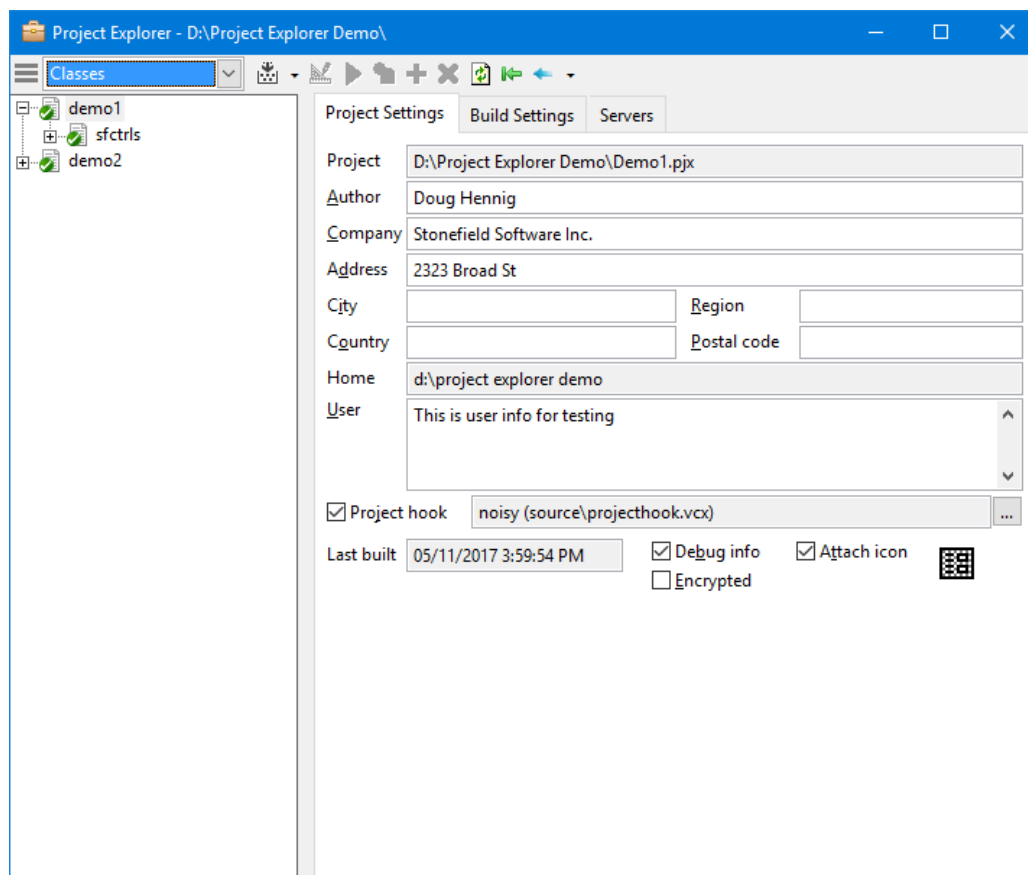 Project Explorer - D:\Project Explorer Demo\
Classes
demo1
sfctrls
demo2
Project Settings Build Settings Servers
Project D:\Project Explorer Demo\Demo1.pjx
Author Doug Hennig
Company Stonefield Software Inc.
Address 2323 Broad St
City Region
Country Postal code
Home d:\project explorer demo
User This is user info for testing
Project hook noisy (source\projecthook.vcx) ...
Last built 05/11/2017 3:59:54 PM Debug info Attach icon
Encrypted